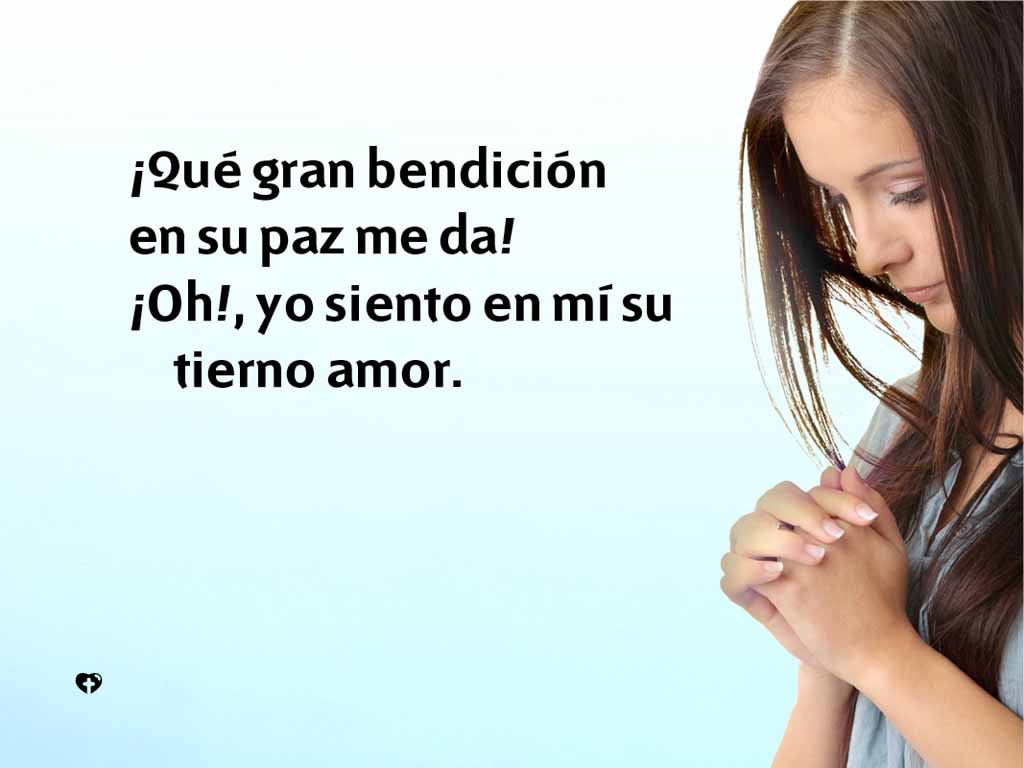 ¡Qué gran bendición
en su paz me da!
¡Oh!, yo siento en mí su
tierno amor.